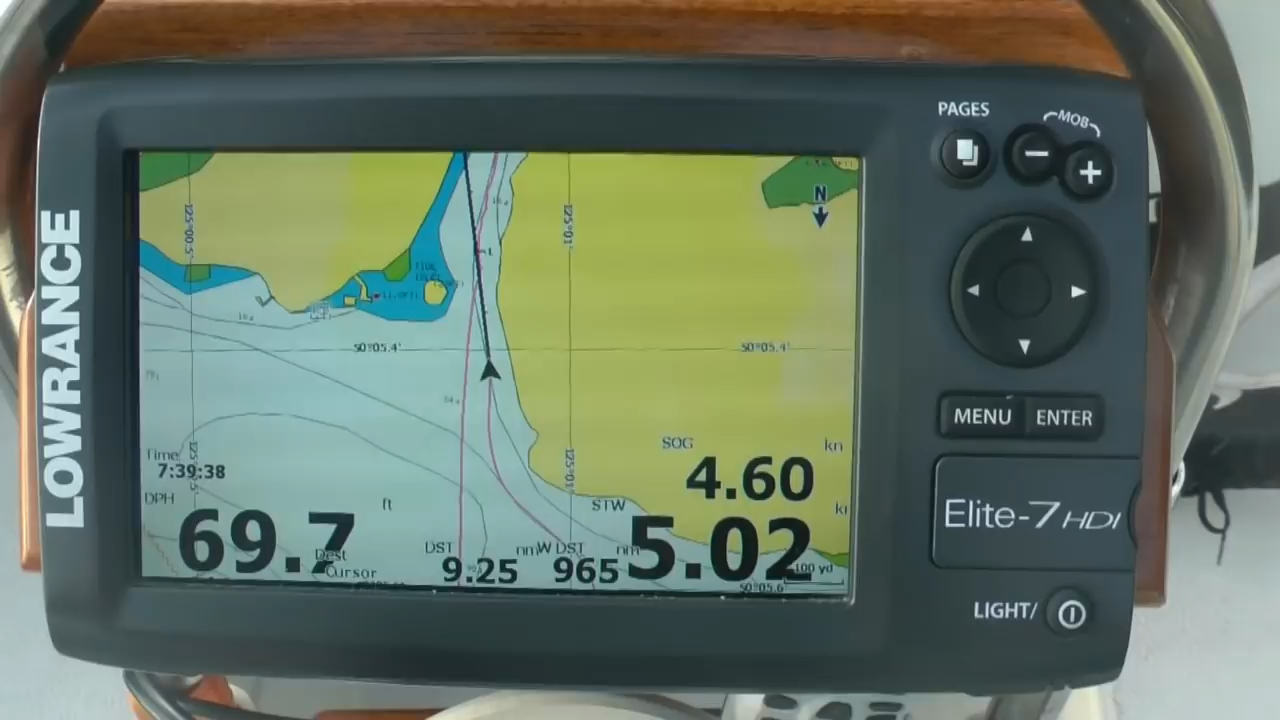 PAGES
MOB
LOWRANCE
N
125°01'
50°05.4'
50°05.4'
SOG
kn
4.60
Time
7:39:38
DPH
ft
69.7
STW
5.02
Dest
Cursor
DST
nm
9.25
W DST
nm
965
100 yd
MENU
ENTER
Elite-7 HDI
LIGHT/